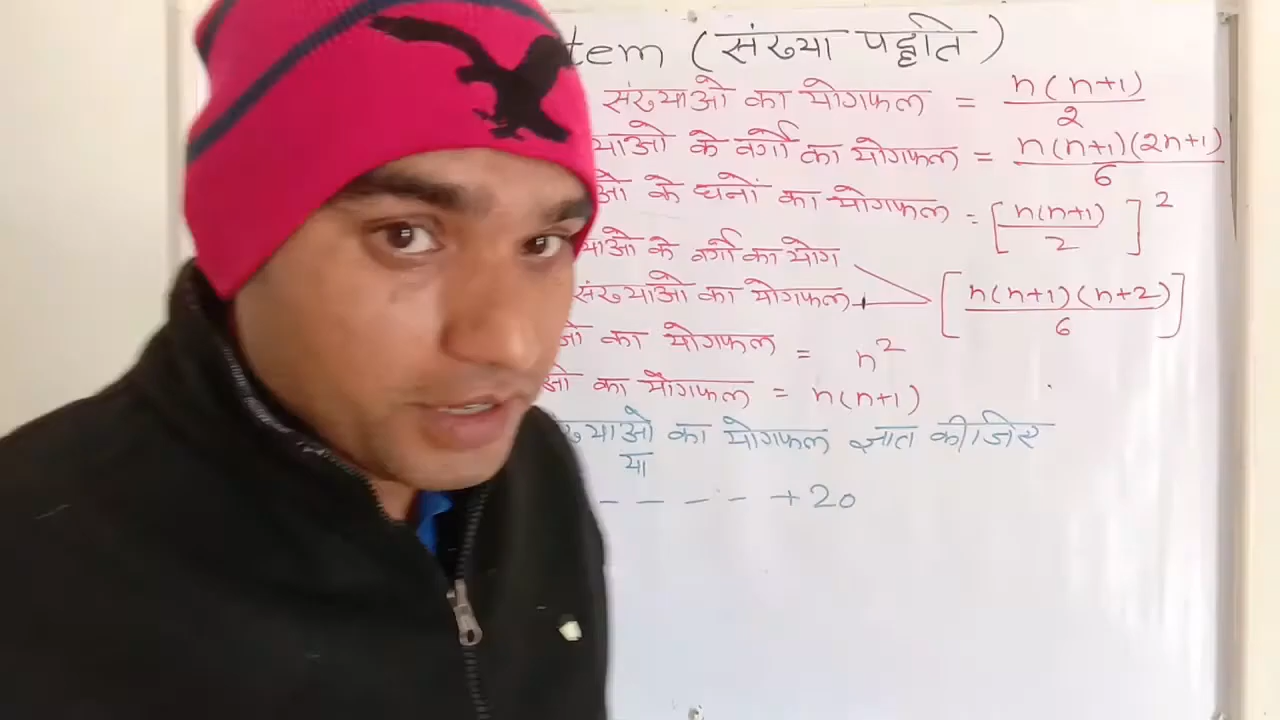 tem (संख्या पद्धति)
संख्याओ का योगफल = n(n+1)/2
याओ के वर्गो का योगफल = n(n+1)(2n+1)/6
ओ के घनों का योगफल = [n(n+1)/2]²
याओ के वर्गो का योग
संख्याओ का योगफल [n(n+1)(n+2)/6]
ओ का योगफल = n²
ओ का योगफल = n(n+1)
ख्याओ का योगफल ज्ञात कीजिए
या
– – – – +20